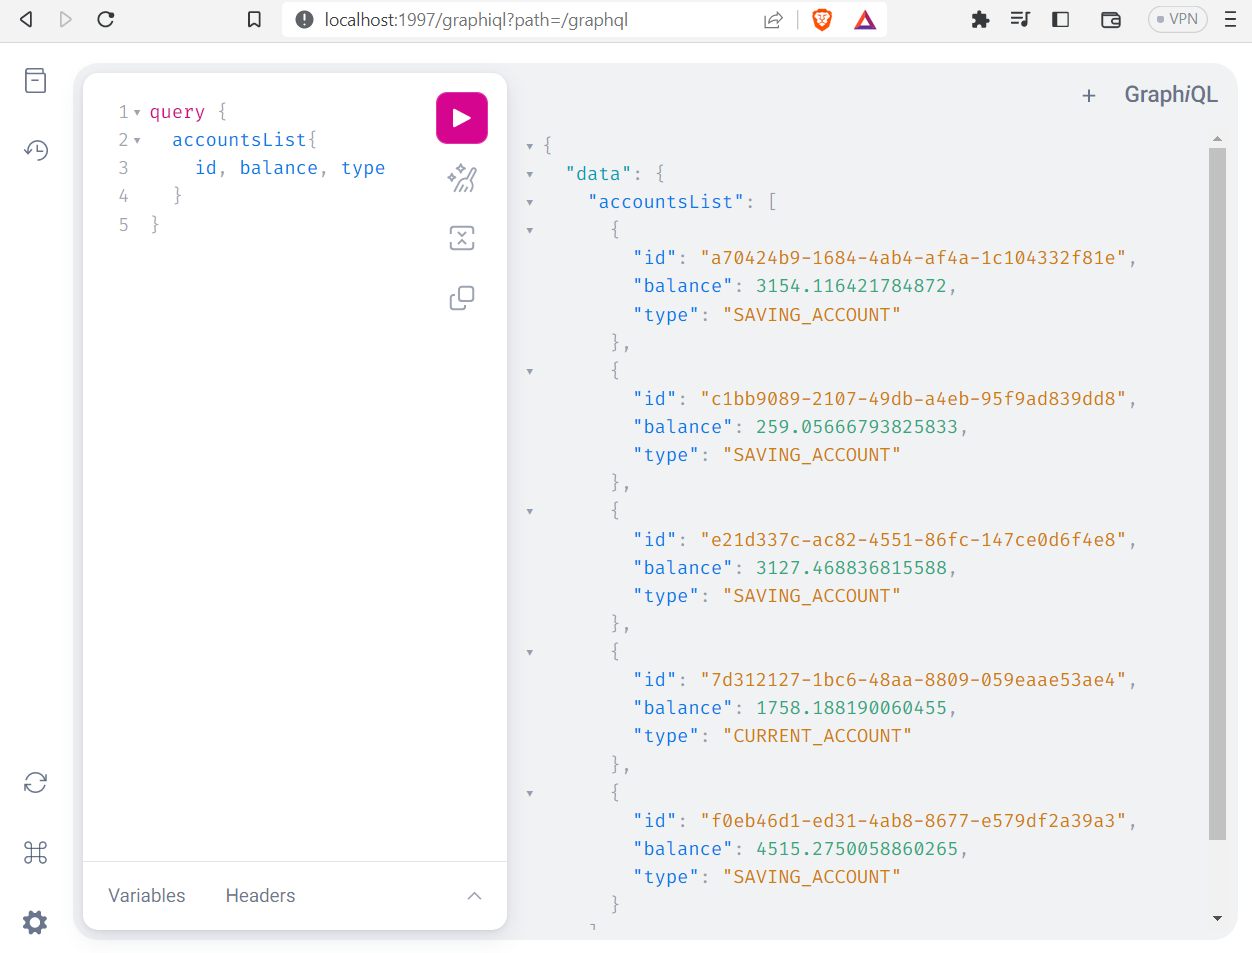 localhost:1997/graphiql?path=/graphql
VPN
1 query {
2 accountsList{
3 id, balance, type
4 }
5 }
Variables Headers
+ GraphiQL
{
"data": {
"accountsList": [
{
"id": "a70424b9-1684-4ab4-af4a-1c104332f81e",
"balance": 3154.116421784872,
"type": "SAVING_ACCOUNT"
},
{
"id": "c1bb9089-2107-49db-a4eb-95f9ad839dd8",
"balance": 259.05666793825833,
"type": "SAVING_ACCOUNT"
},
{
"id": "e21d337c-ac82-4551-86fc-147ce0d6f4e8",
"balance": 3127.468836815588,
"type": "SAVING_ACCOUNT"
},
{
"id": "7d312127-1bc6-48aa-8809-059eaae53ae4",
"balance": 1758.188190060455,
"type": "CURRENT_ACCOUNT"
},
{
"id": "f0eb46d1-ed31-4ab8-8677-e579df2a39a3",
"balance": 4515.2750058860265,
"type": "SAVING_ACCOUNT"
}
]